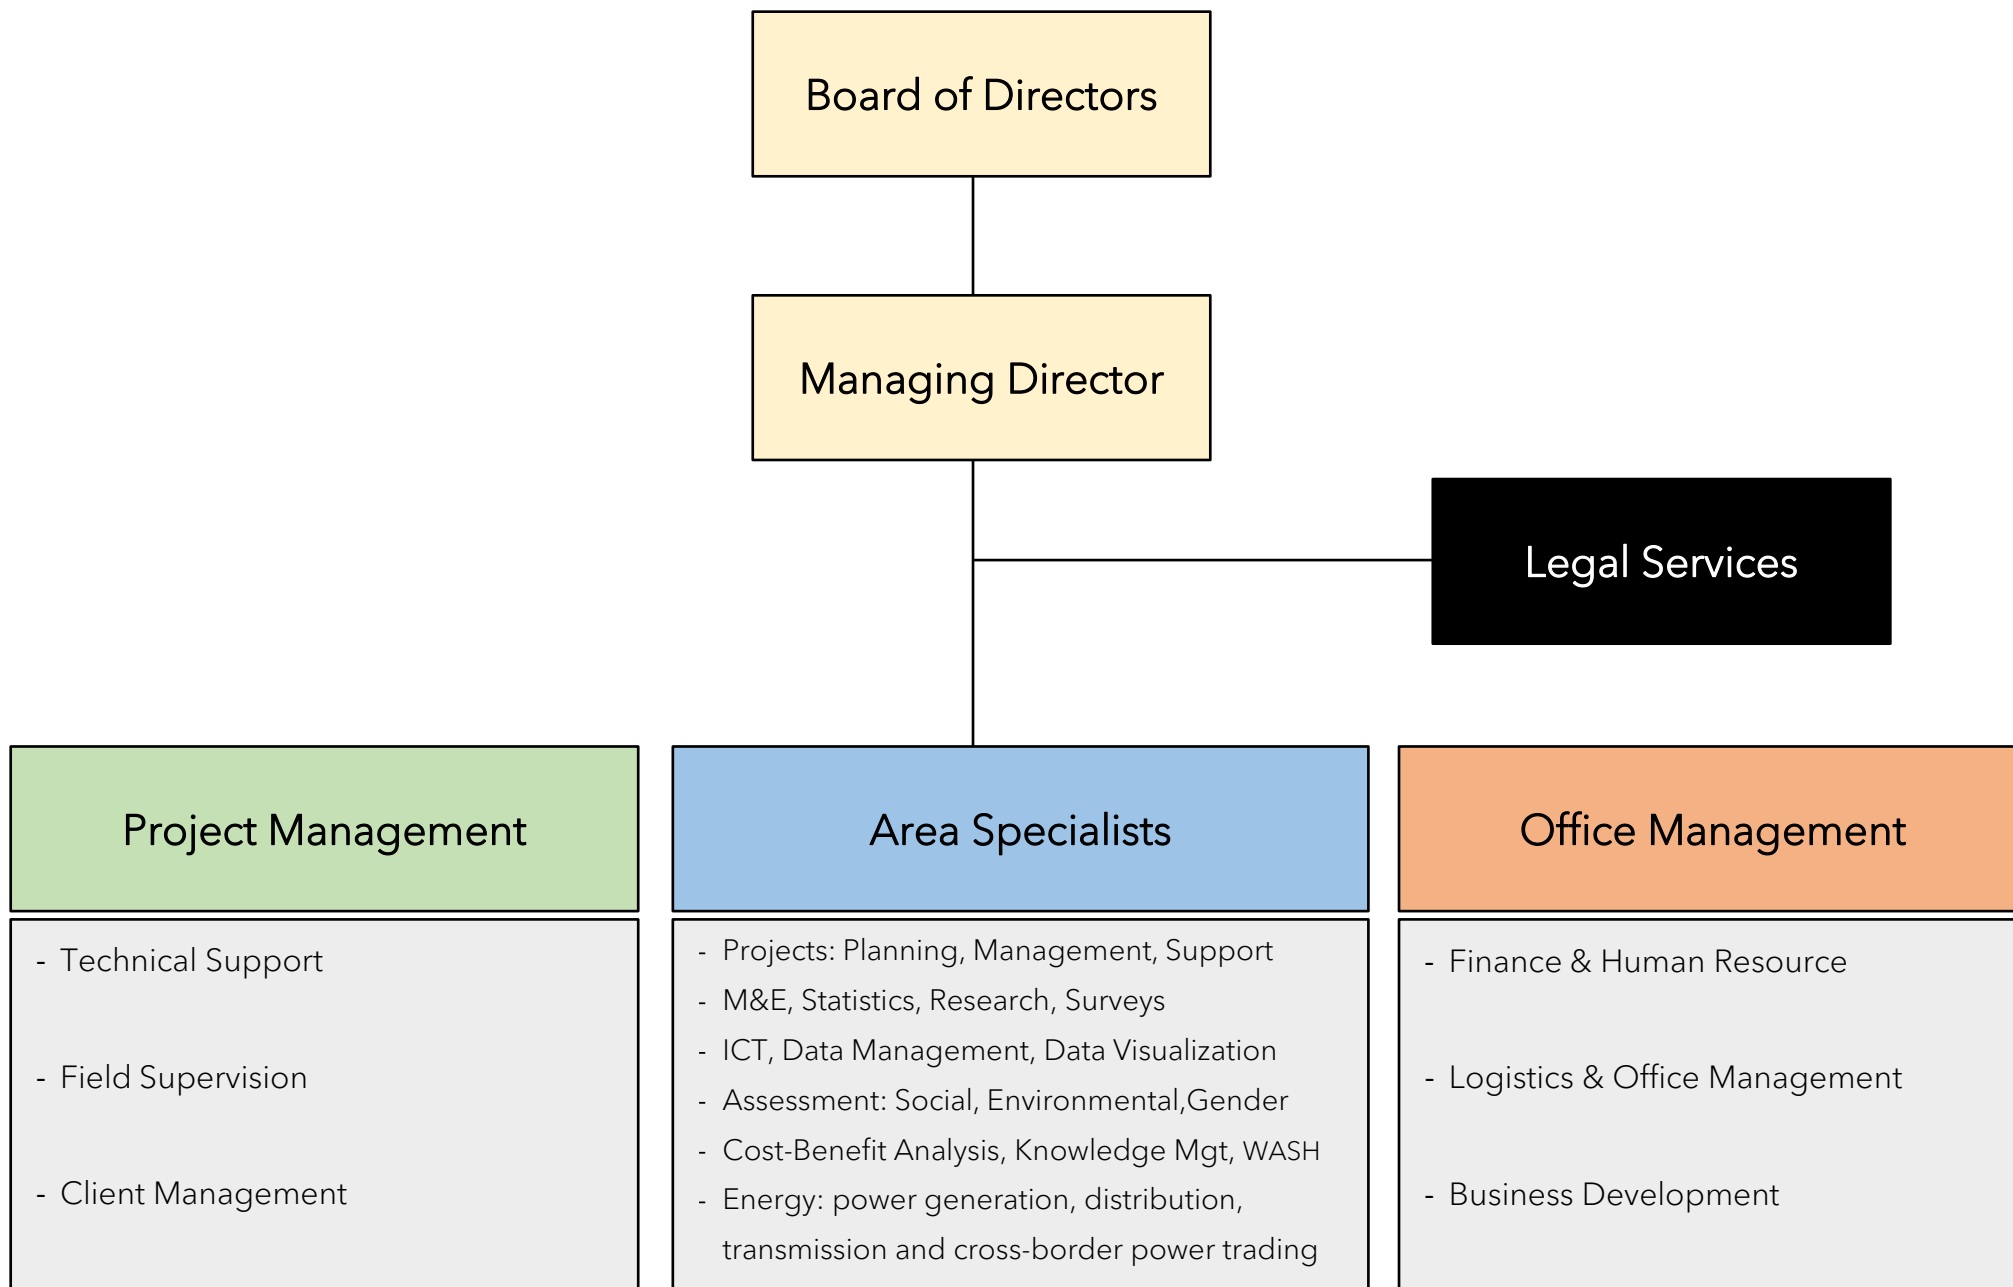 Board of Directors
Managing Director
Legal Services
Project Management
- Technical Support
- Field Supervision
- Client Management
Area Specialists
- Projects: Planning, Management, Support
- M&E, Statistics, Research, Surveys
- ICT, Data Management, Data Visualization
- Assessment: Social, Environmental,Gender
- Cost-Benefit Analysis, Knowledge Mgt, WASH
- Energy: power generation, distribution,
transmission and cross-border power trading
Office Management
- Finance & Human Resource
- Logistics & Office Management
- Business Development